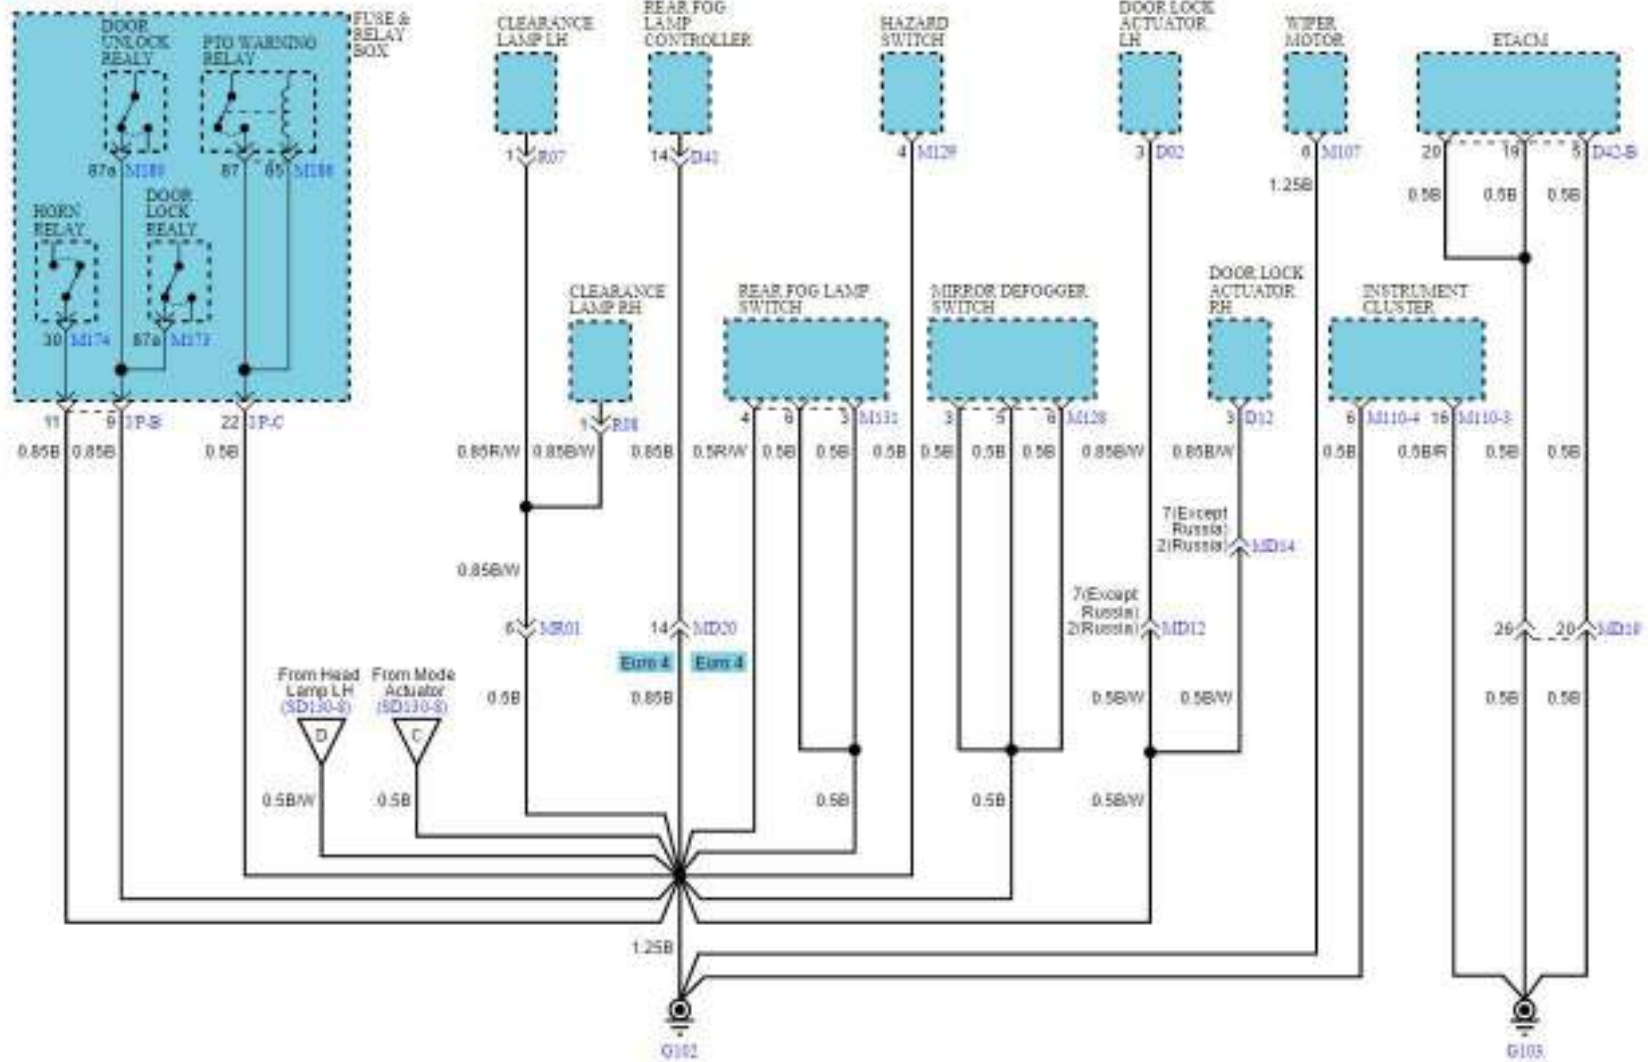 DOOR
UNLOCK
REALY
PTO WARNING
RELAY
FUSE &
RELAY
BOX
CLEARANCE
LAMP LH
REAR FOG
LAMP
CONTROLLER
HAZARD
SWITCH
DOOR LOCK
ACTUATOR
LH
WIPER
MOTOR
ETACM
87a
87
85
1 R07
14 D41
4 M129
3 D02
6 M107
20
19
5 D42-B
1.25B
0.5B
0.5B
0.5B
HORN
RELAY
DOOR
LOCK
REALY
30 M174
87a
CLEARANCE
LAMP RH
REAR FOG LAMP
SWITCH
MIRROR DEFOGGER
SWITCH
DOOR LOCK
ACTUATOR
RH
INSTRUMENT
CLUSTER
11
9 I/P-B
22 I/P-C
1 R08
4
6
3 M131
3
5
6 M128
3 D12
6 M110-4
16 M110-3
0.85B
0.85B
0.5B
0.85R/W
0.85B/W
0.85B
0.5R/W
0.5B
0.5B
0.5B
0.5B
0.5B
0.5B
0.85B/W
0.85B/W
0.5B
0.5B/R
0.5B
0.5B
7(Except
Russia)
2(Russia)
MD14
0.85B/W
7(Except
Russia)
2(Russia)
MD12
6 MR01
14 MD20
26
20
Euro 4
Euro 4
From Head
Lamp LH
(SD130-8)
From Mode
Actuator
(SD130-8)
0.5B
0.85B
0.5B/W
0.5B/W
0.5B
0.5B
D
C
0.5B/W
0.5B
0.5B
0.5B
0.5B/W
1.25B
G102
G103